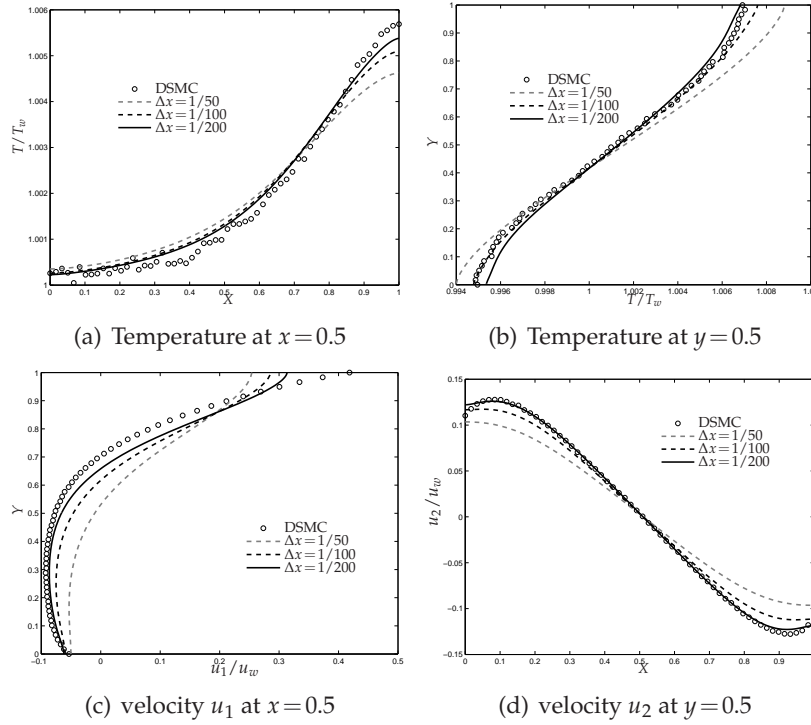 1.006
1.005
1.004
1.003
1.002
1.001
1
T/T_w
DSMC
Δx=1/50
Δx=1/100
Δx=1/200
0 0.1 0.2 0.3 0.4 0.5 0.6 0.7 0.8 0.9 1
X
(a) Temperature at x=0.5
1
0.9
0.8
0.7
0.6
0.5
0.4
0.3
0.2
0.1
0
Y
DSMC
Δx=1/50
Δx=1/100
Δx=1/200
0.994 0.996 0.998 1 1.002 1.004 1.006 1.008 1.01
T/T_w
(b) Temperature at y=0.5
1
0.9
0.8
0.7
0.6
0.5
0.4
0.3
0.2
0.1
0
Y
DSMC
Δx=1/50
Δx=1/100
Δx=1/200
-0.1 0 0.1 0.2 0.3 0.4 0.5
u_1/u_w
(c) velocity u_1 at x=0.5
0.15
0.1
0.05
0
-0.05
-0.1
-0.15
u_2/u_w
DSMC
Δx=1/50
Δx=1/100
Δx=1/200
0 0.1 0.2 0.3 0.4 0.5 0.6 0.7 0.8 0.9
X
(d) velocity u_2 at y=0.5